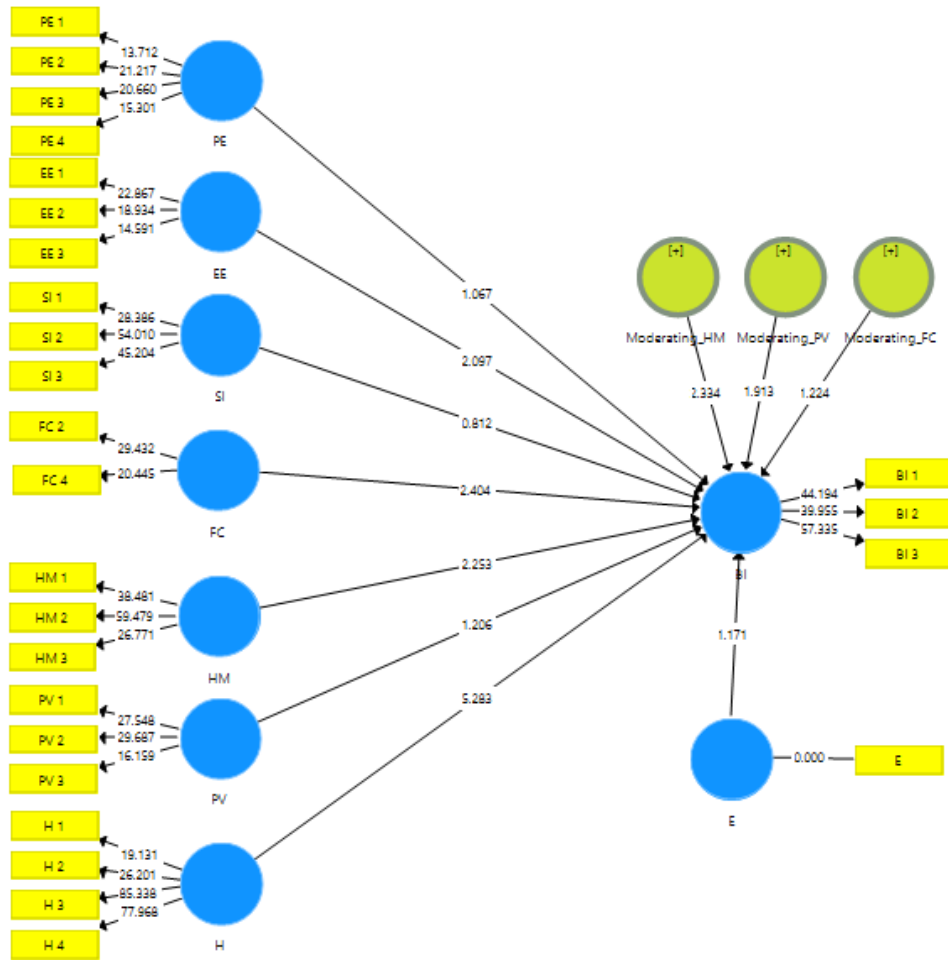 PE 1
PE 2
PE 3
PE 4
13.712
21.217
20.660
15.301
PE
EE 1
EE 2
EE 3
22.867
18.934
14.591
EE
SI 1
SI 2
SI 3
28.386
54.010
45.204
SI
FC 2
FC 4
29.432
20.445
FC
HM 1
HM 2
HM 3
38.481
59.479
26.771
HM
PV 1
PV 2
PV 3
27.548
29.687
16.159
PV
H 1
H 2
H 3
H 4
19.131
26.201
85.338
77.968
H
1.067
2.097
0.812
2.404
2.253
1.206
5.283
[+]
[+]
[+]
Moderating_HM
Moderating_PV
Moderating_FC
2.334
1.913
1.224
BI
44.194
39.955
57.335
BI 1
BI 2
BI 3
1.171
E
0.000
E